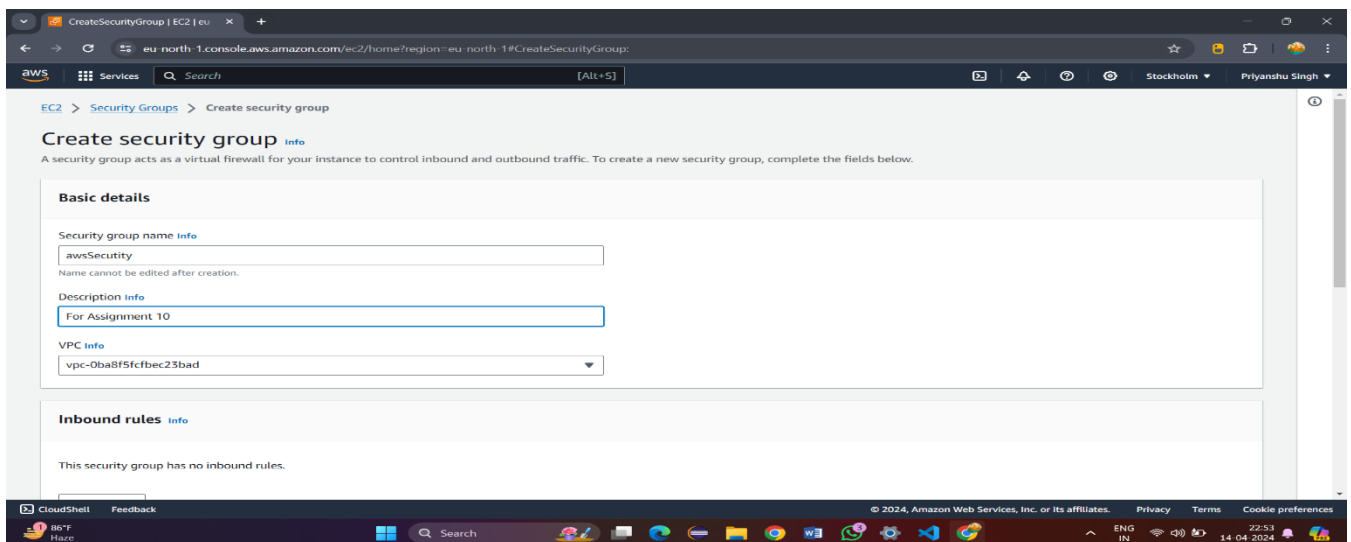 CreateSecurityGroup | EC2 | eu
eu-north-1.console.aws.amazon.com/ec2/home?region=eu-north-1#CreateSecurityGroup:
aws Services Search [Alt+S] Stockholm Priyanshu Singh
EC2 > Security Groups > Create security group
Create security group Info
A security group acts as a virtual firewall for your instance to control inbound and outbound traffic. To create a new security group, complete the fields below.
Basic details
Security group name Info
awsSecutity
Name cannot be edited after creation.
Description Info
For Assignment 10
VPC Info
vpc-0ba8f5fcfbec23bad
Inbound rules Info
This security group has no inbound rules.
CloudShell Feedback © 2024, Amazon Web Services, Inc. or its affiliates. Privacy Terms Cookie preferences
1 86°F Search 3 ENG 22:53
Haze IN 14-04-2024